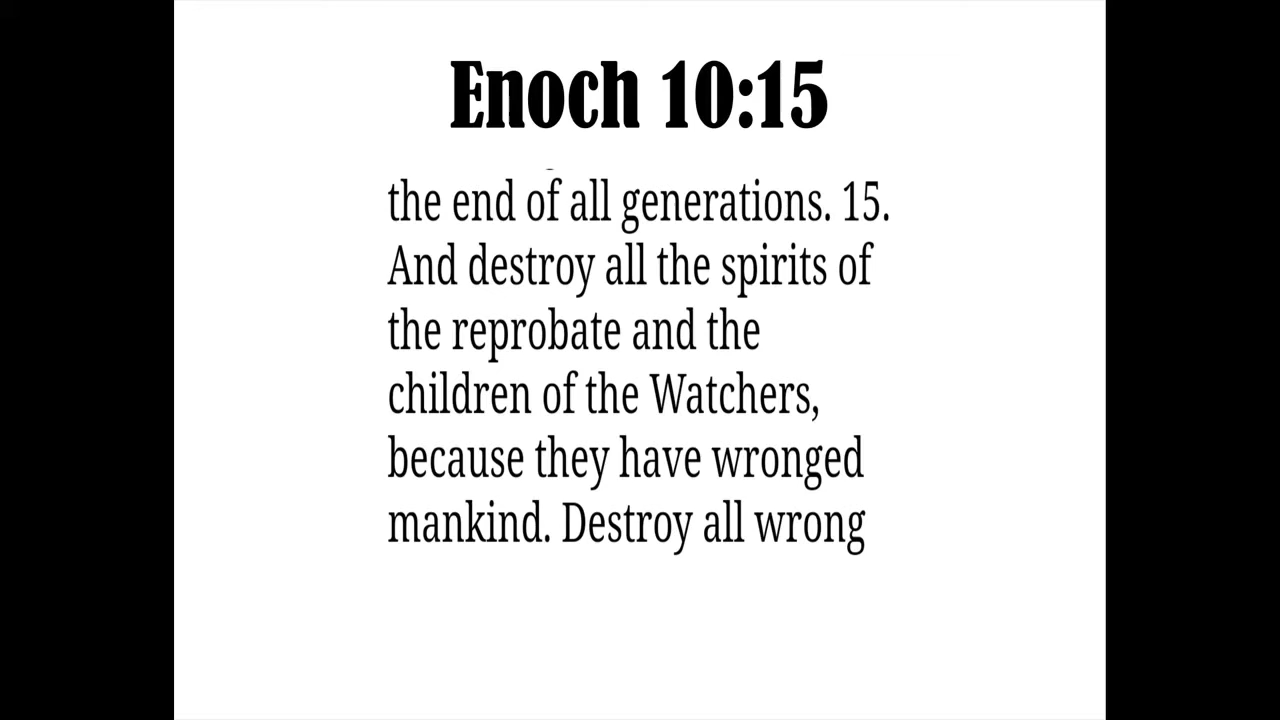 Enoch 10:15
the end of all generations. 15.
And destroy all the spirits of
the reprobate and the
children of the Watchers,
because they have wronged
mankind. Destroy all wrong